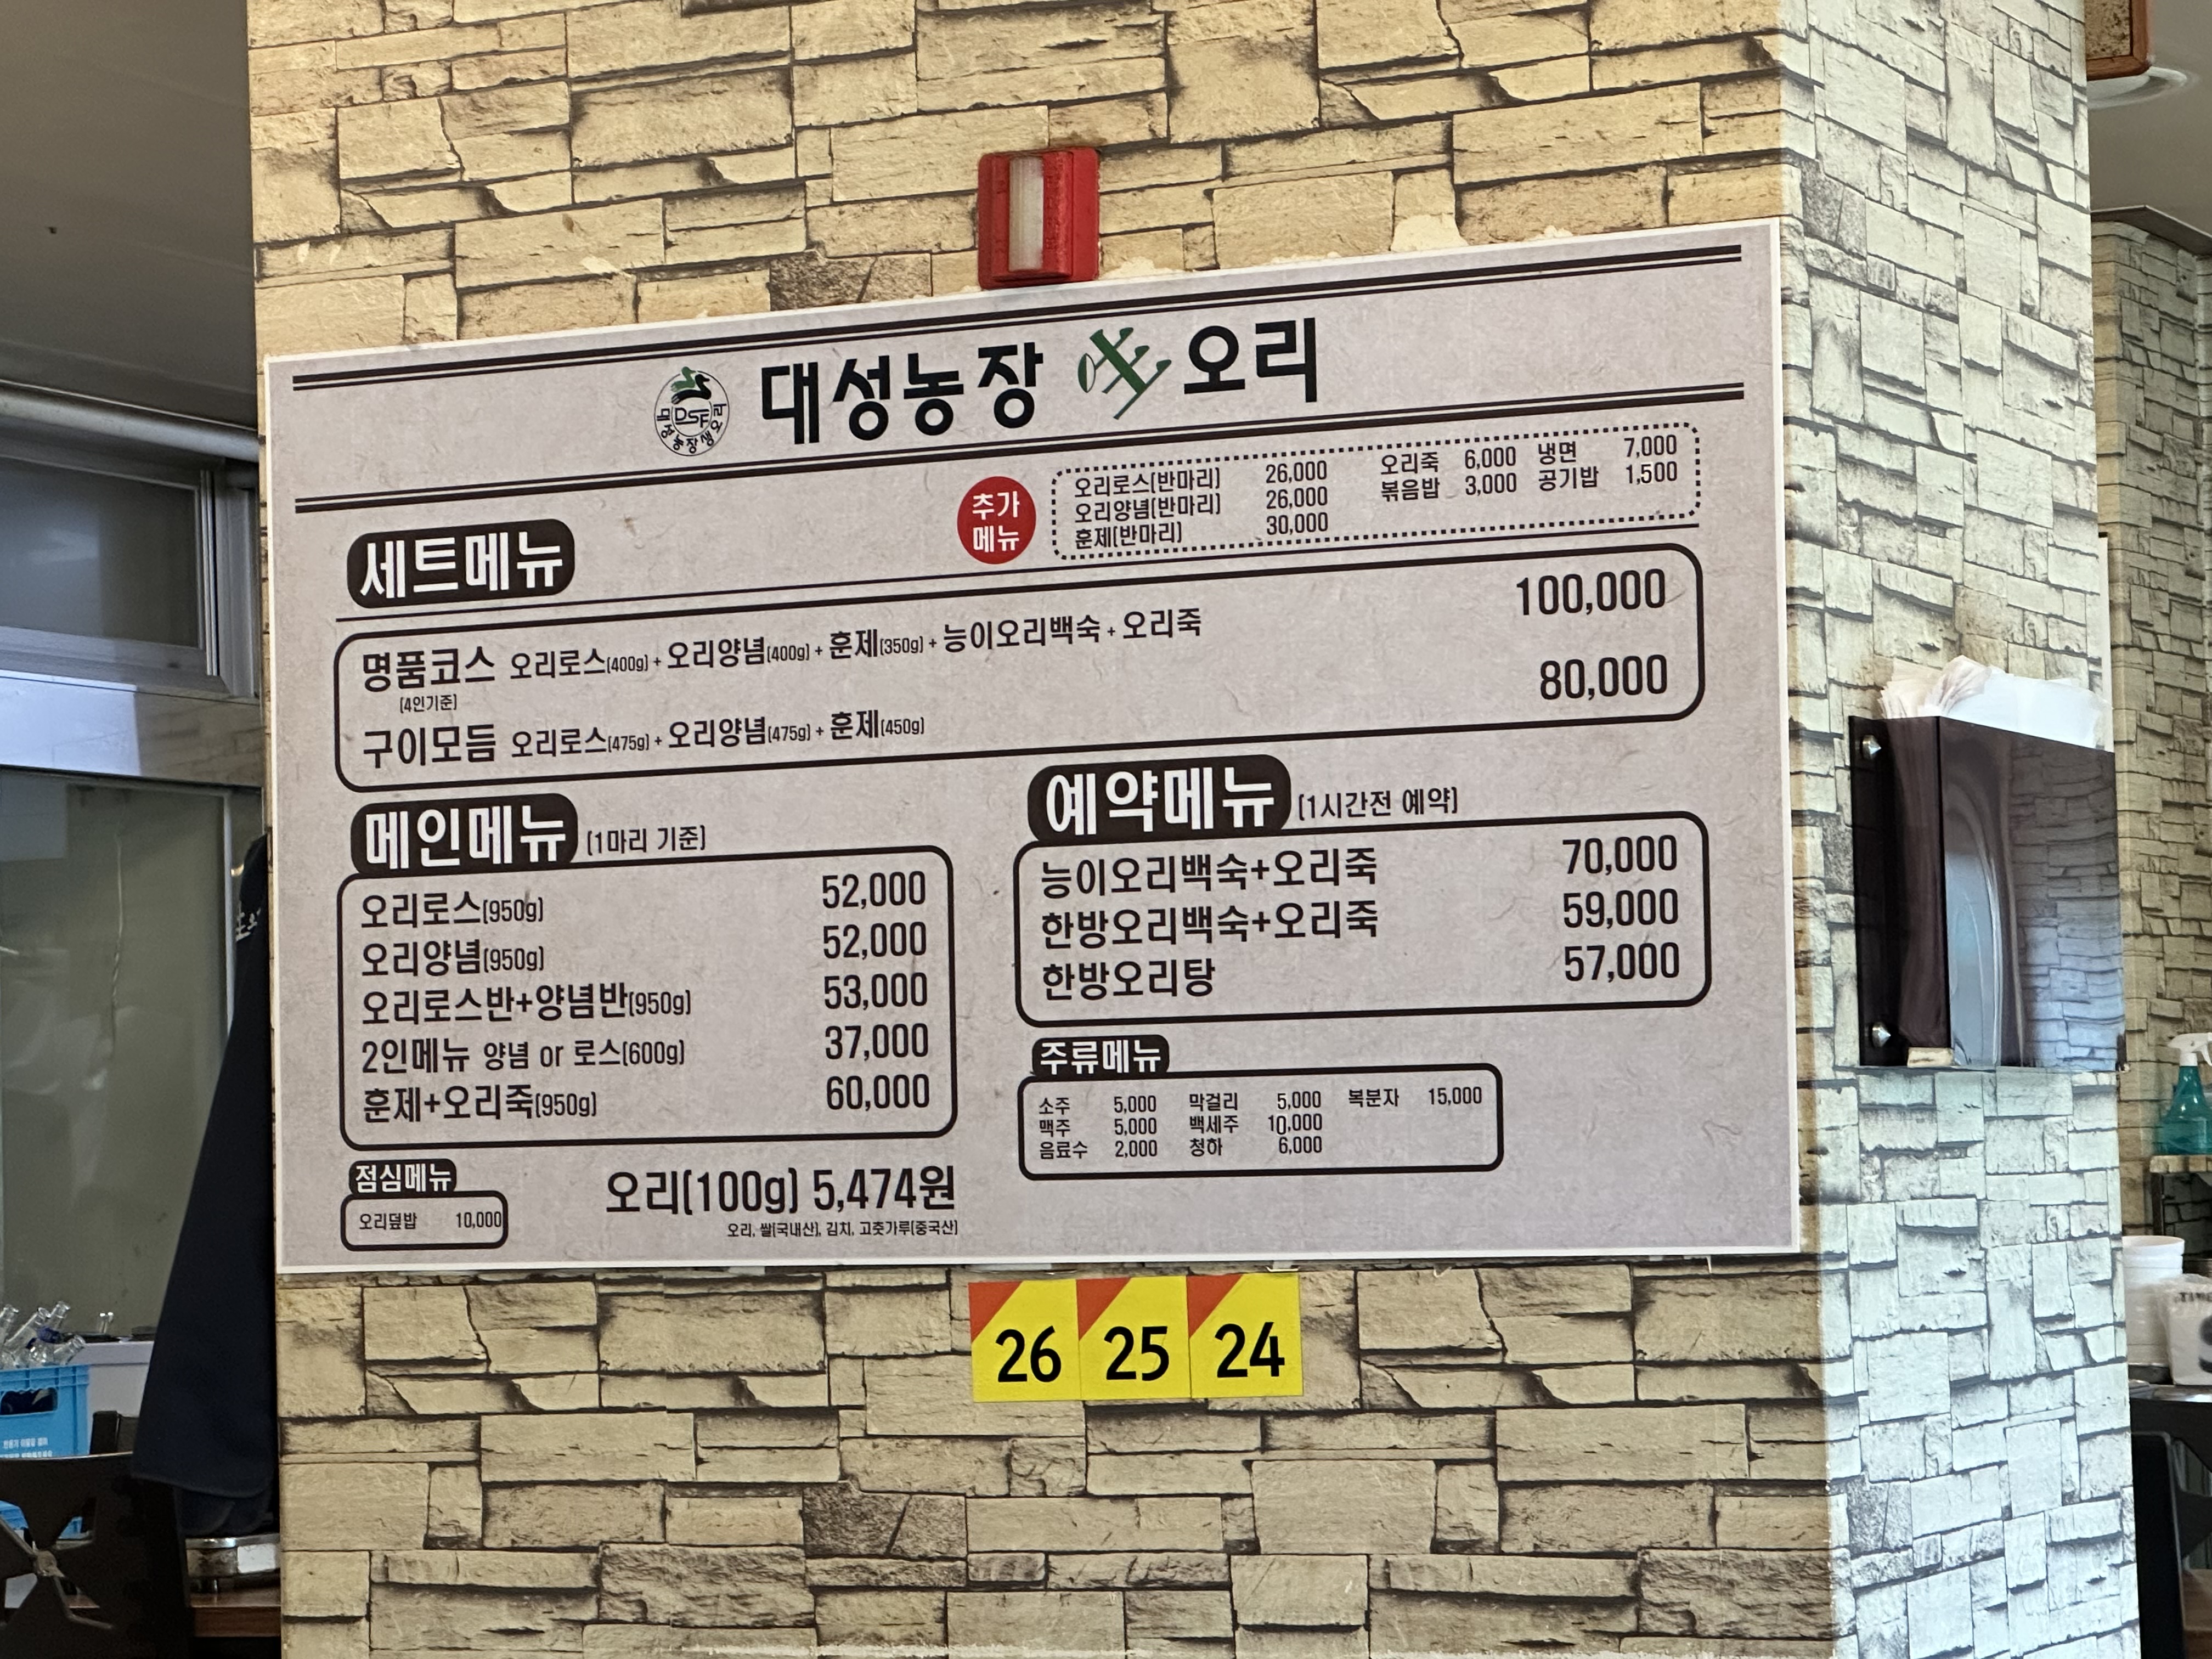 대성농장 生오리
DSF
대성농장생오리
추가
메뉴
오리로스(반마리) 26,000 오리죽 6,000 냉면 7,000
오리양념(반마리) 26,000 볶음밥 3,000 공기밥 1,500
훈제(반마리) 30,000
세트메뉴
명품코스 오리로스(400g) + 오리양념(400g) + 훈제(350g) + 능이오리백숙 + 오리죽 100,000
(4인기준)
구이모듬 오리로스(475g) + 오리양념(475g) + 훈제(450g) 80,000
메인메뉴 (1마리 기준)
오리로스(950g) 52,000
오리양념(950g) 52,000
오리로스반+양념반(950g) 53,000
2인메뉴 양념 or 로스(600g) 37,000
훈제+오리죽(950g) 60,000
예약메뉴 (1시간전 예약)
능이오리백숙+오리죽 70,000
한방오리백숙+오리죽 59,000
한방오리탕 57,000
주류메뉴
소주 5,000 막걸리 5,000 복분자 15,000
맥주 5,000 백세주 10,000
음료수 2,000 청하 6,000
점심메뉴
오리덮밥 10,000
오리(100g) 5,474원
오리, 쌀(국내산), 김치, 고춧가루(중국산)
26 25 24